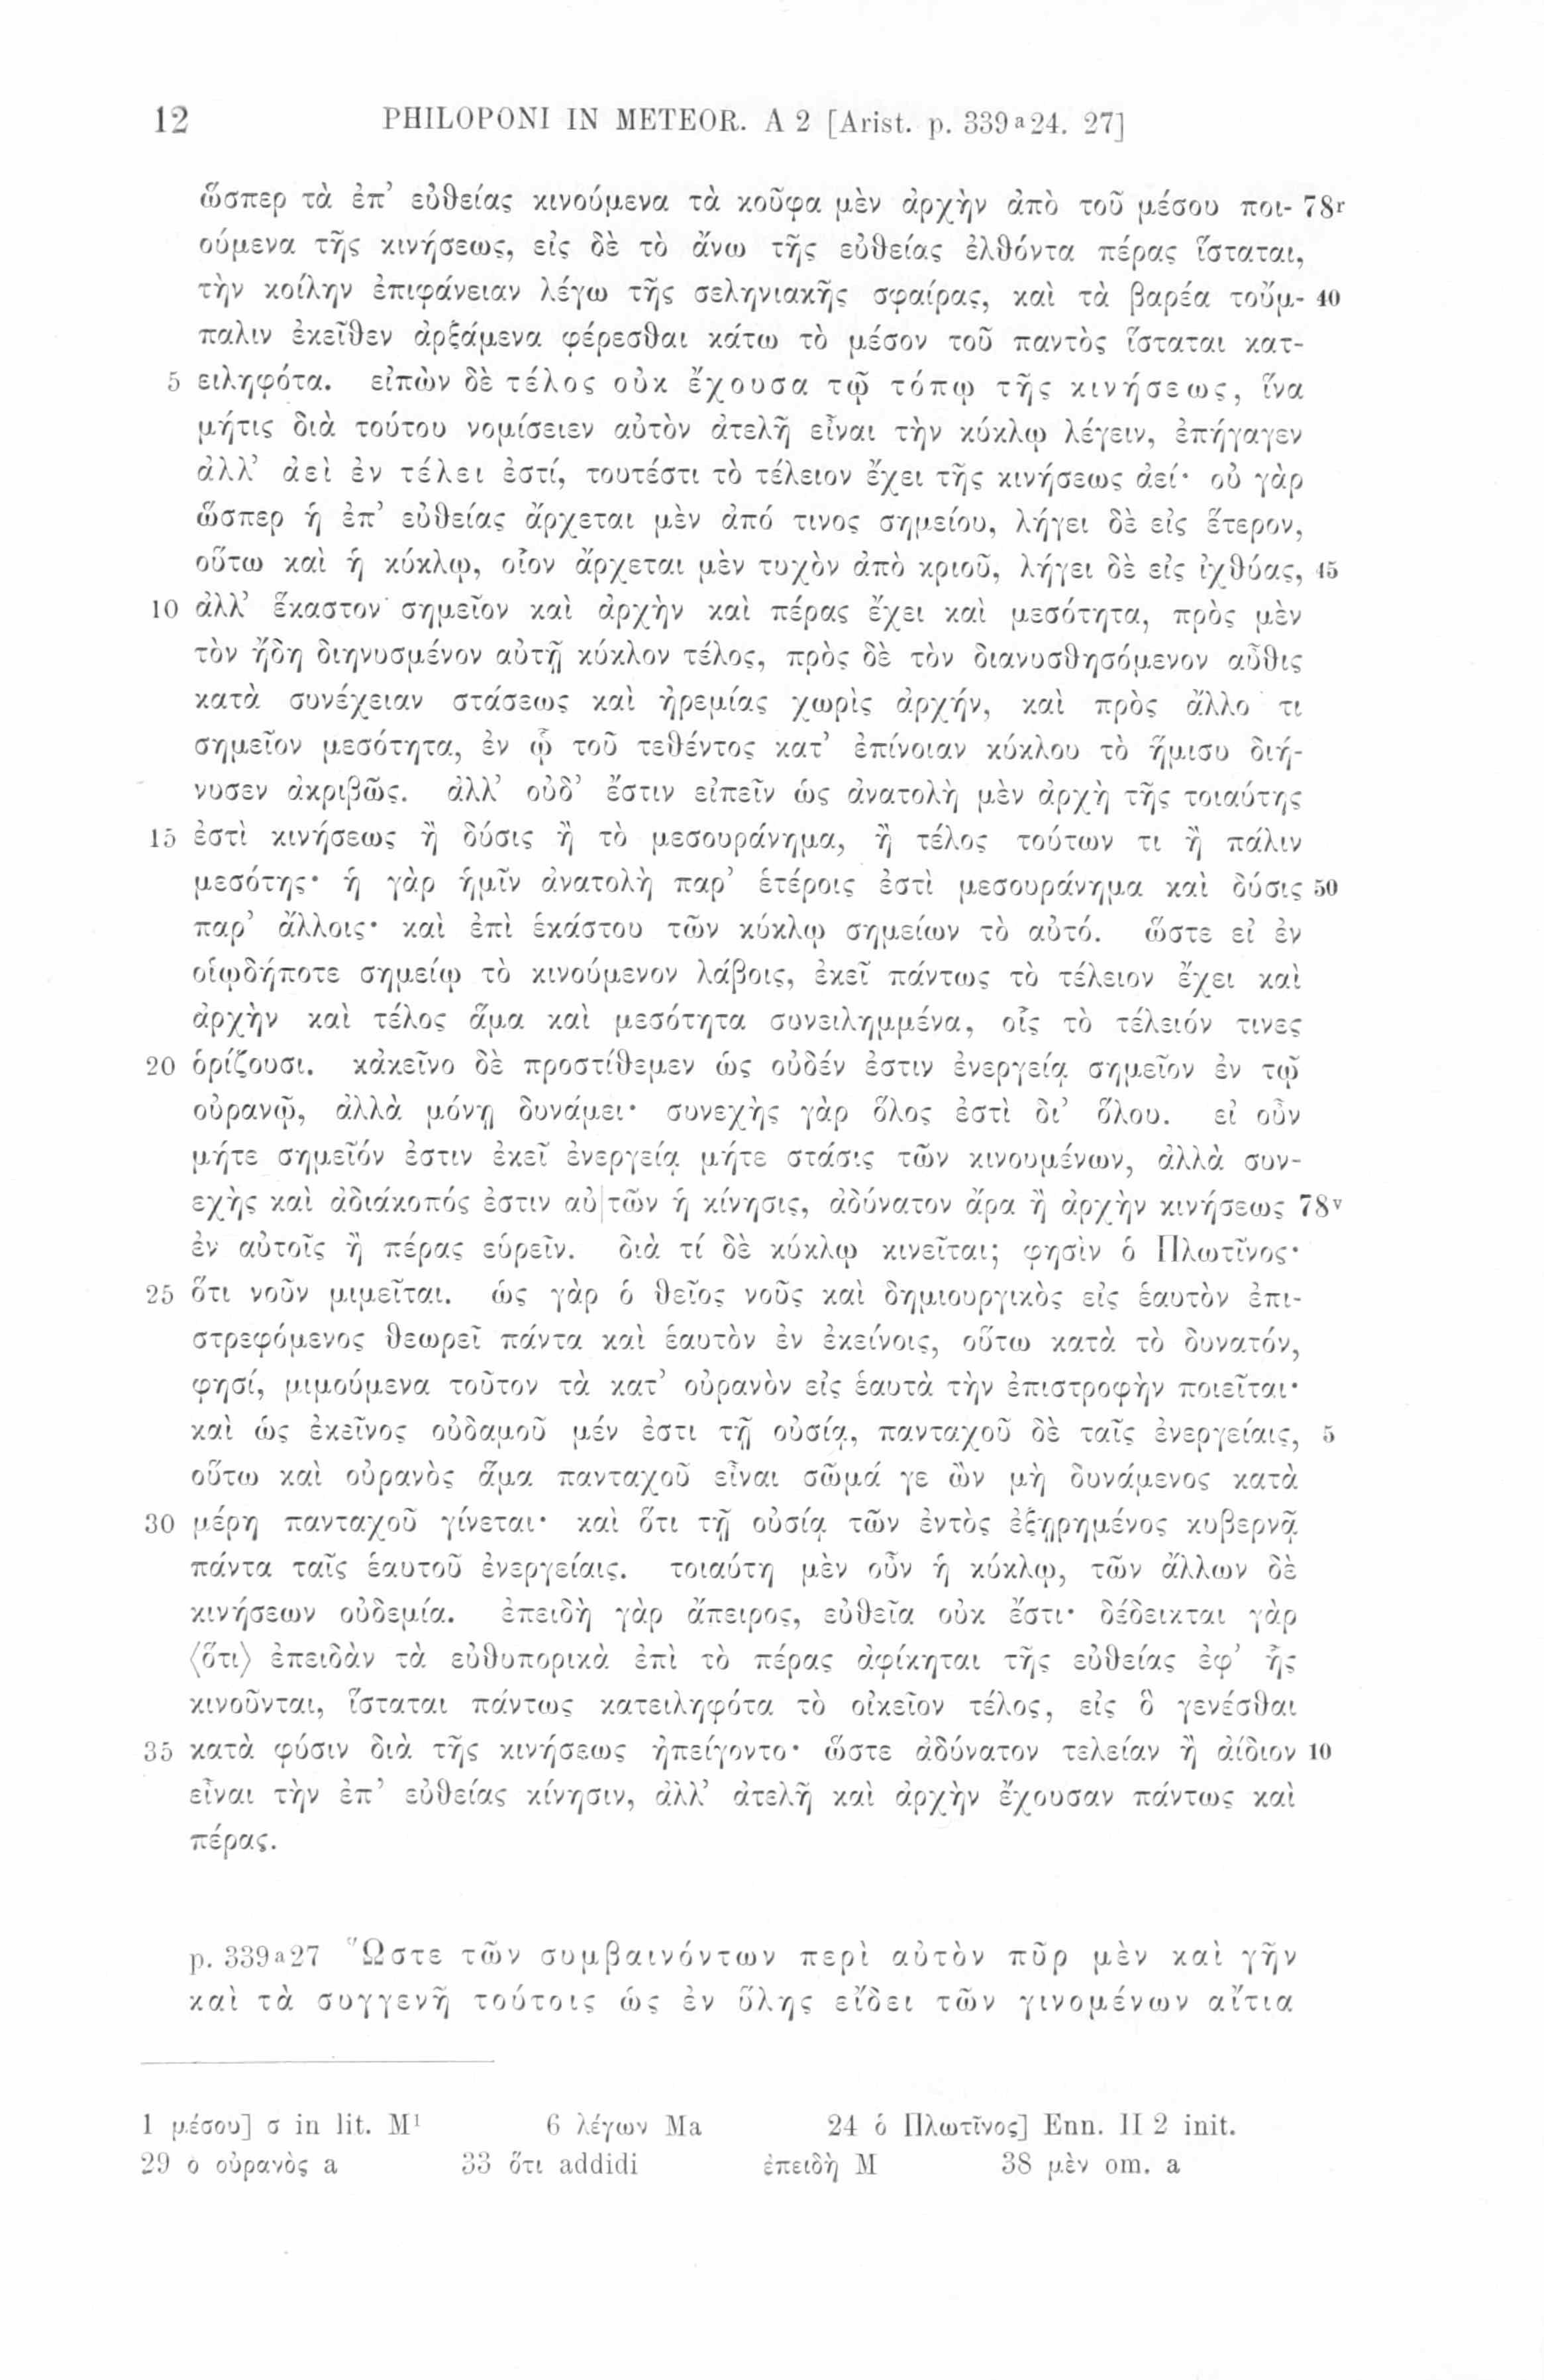 12 PHILOPONI IN METEOR. A 2 [Arist. p. 339 a 24. 27]
ὥσπερ τὰ ἐπ’ εὐθείας κινούμενα τὰ κοῦφα μὲν ἀρχὴν ἀπὸ τοῦ μέσου ποι- 78r
ούμενα τῆς κινήσεως, εἰς δὲ τὸ ἄνω τῆς εὐθείας ἐλθόντα πέρας ἵσταται,
τὴν κοίλην ἐπιφάνειαν λέγω τῆς σεληνιακῆς σφαίρας, καὶ τὰ βαρέα τοὔμ- 40
παλιν ἐκεῖθεν ἀρξάμενα φέρεσθαι κάτω τὸ μέσον τοῦ παντὸς ἵσταται κατ-
5 ειληφότα. εἰπὼν δὲ τέλος οὐκ ἔχουσα τῷ τόπῳ τῆς κινήσεως, ἵνα
μήτις διὰ τούτου νομίσειεν αὐτὸν ἀτελῆ εἶναι τὴν κύκλῳ λέγειν, ἐπήγαγεν
ἀλλ’ ἀεὶ ἐν τέλει ἐστί, τουτέστι τὸ τέλειον ἔχει τῆς κινήσεως ἀεί· οὐ γὰρ
ὥσπερ ἡ ἐπ’ εὐθείας ἄρχεται μὲν ἀπό τινος σημείου, λήγει δὲ εἰς ἕτερον,
οὕτω καὶ ἡ κύκλῳ, οἷον ἄρχεται μὲν τυχὸν ἀπὸ κριοῦ, λήγει δὲ εἰς ἰχθύας, 45
10 ἀλλ’ ἕκαστον σημεῖον καὶ ἀρχὴν καὶ πέρας ἔχει καὶ μεσότητα, πρὸς μὲν
τὸν ἤδη διηνυσμένον αὐτῇ κύκλον τέλος, πρὸς δὲ τὸν διανυσθησόμενον αὖθις
κατὰ συνέχειαν στάσεως καὶ ἠρεμίας χωρὶς ἀρχήν, καὶ πρὸς ἄλλο τι
σημεῖον μεσότητα, ἐν ᾧ τοῦ τεθέντος κατ’ ἐπίνοιαν κύκλου τὸ ἥμισυ διή-
νυσεν ἀκριβῶς. ἀλλ’ οὐδ’ ἔστιν εἰπεῖν ὡς ἀνατολὴ μὲν ἀρχὴ τῆς τοιαύτης
15 ἐστὶ κινήσεως ἢ δύσις ἢ τὸ μεσουράνημα, ἢ τέλος τούτων τι ἢ πάλιν
μεσότης· ἡ γὰρ ἡμῖν ἀνατολὴ παρ’ ἑτέροις ἐστὶ μεσουράνημα καὶ δύσις 50
παρ’ ἄλλοις· καὶ ἐπὶ ἑκάστου τῶν κύκλῳ σημείων τὸ αὐτό. ὥστε εἰ ἐν
οἱῳδήποτε σημείῳ τὸ κινούμενον λάβοις, ἐκεῖ πάντως τὸ τέλειον ἔχει καὶ
ἀρχὴν καὶ τέλος ἅμα καὶ μεσότητα συνειλημμένα, οἷς τὸ τέλειόν τινες
20 ὁρίζουσι. κἀκεῖνο δὲ προστίθεμεν ὡς οὐδέν ἐστιν ἐνεργείᾳ σημεῖον ἐν τῷ
οὐρανῷ, ἀλλὰ μόνῃ δυνάμει· συνεχὴς γὰρ ὅλος ἐστὶ δι’ ὅλου. εἰ οὖν
μήτε σημεῖόν ἐστιν ἐκεῖ ἐνεργείᾳ μήτε στάσις τῶν κινουμένων, ἀλλὰ συν-
εχὴς καὶ ἀδιάκοπός ἐστιν αὐ|τῶν ἡ κίνησις, ἀδύνατον ἄρα ἢ ἀρχὴν κινήσεως 78v
ἐν αὐτοῖς ἢ πέρας εὑρεῖν. διὰ τί δὲ κύκλῳ κινεῖται; φησὶν ὁ Πλωτῖνος·
25 ὅτι νοῦν μιμεῖται. ὡς γὰρ ὁ θεῖος νοῦς καὶ δημιουργικὸς εἰς ἑαυτὸν ἐπι-
στρεφόμενος θεωρεῖ πάντα καὶ ἑαυτὸν ἐν ἐκείνοις, οὕτω κατὰ τὸ δυνατόν,
φησί, μιμούμενα τοῦτον τὰ κατ’ οὐρανὸν εἰς ἑαυτὰ τὴν ἐπιστροφὴν ποιεῖται·
καὶ ὡς ἐκεῖνος οὐδαμοῦ μέν ἐστι τῇ οὐσίᾳ, πανταχοῦ δὲ ταῖς ἐνεργείαις, 5
οὕτω καὶ οὐρανὸς ἅμα πανταχοῦ εἶναι σῶμά γε ὢν μὴ δυνάμενος κατὰ
30 μέρη πανταχοῦ γίνεται· καὶ ὅτι τῇ οὐσίᾳ τῶν ἐντὸς ἐξῃρημένος κυβερνᾷ
πάντα ταῖς ἑαυτοῦ ἐνεργείαις. τοιαύτη μὲν οὖν ἡ κύκλῳ, τῶν ἄλλων δὲ
κινήσεων οὐδεμία. ἐπειδὴ γὰρ ἄπειρος, εὐθεῖα οὐκ ἔστι· δέδεικται γὰρ
⟨ὅτι⟩ ἐπειδὰν τὰ εὐθυπορικὰ ἐπὶ τὸ πέρας ἀφίκηται τῆς εὐθείας ἐφ’ ἧς
κινοῦνται, ἵσταται πάντως κατειληφότα τὸ οἰκεῖον τέλος, εἰς ὃ γενέσθαι
35 κατὰ φύσιν διὰ τῆς κινήσεως ἠπείγοντο· ὥστε ἀδύνατον τελείαν ἢ ἀίδιον 10
εἶναι τὴν ἐπ’ εὐθείας κίνησιν, ἀλλ’ ἀτελῆ καὶ ἀρχὴν ἔχουσαν πάντως καὶ
πέρας.
p. 339a27 Ὥστε τῶν συμβαινόντων περὶ αὐτὸν πῦρ μὲν καὶ γῆν
καὶ τὰ συγγενῆ τούτοις ὡς ἐν ὕλης εἴδει τῶν γινομένων αἴτια
1 μέσου] σ in lit. M1 6 λέγων Ma 24 ὁ Πλωτῖνος] Enn. II 2 init.
29 ὁ οὐρανὸς a 33 ὅτι addidi ἐπειδὴ M 38 μὲν om. a